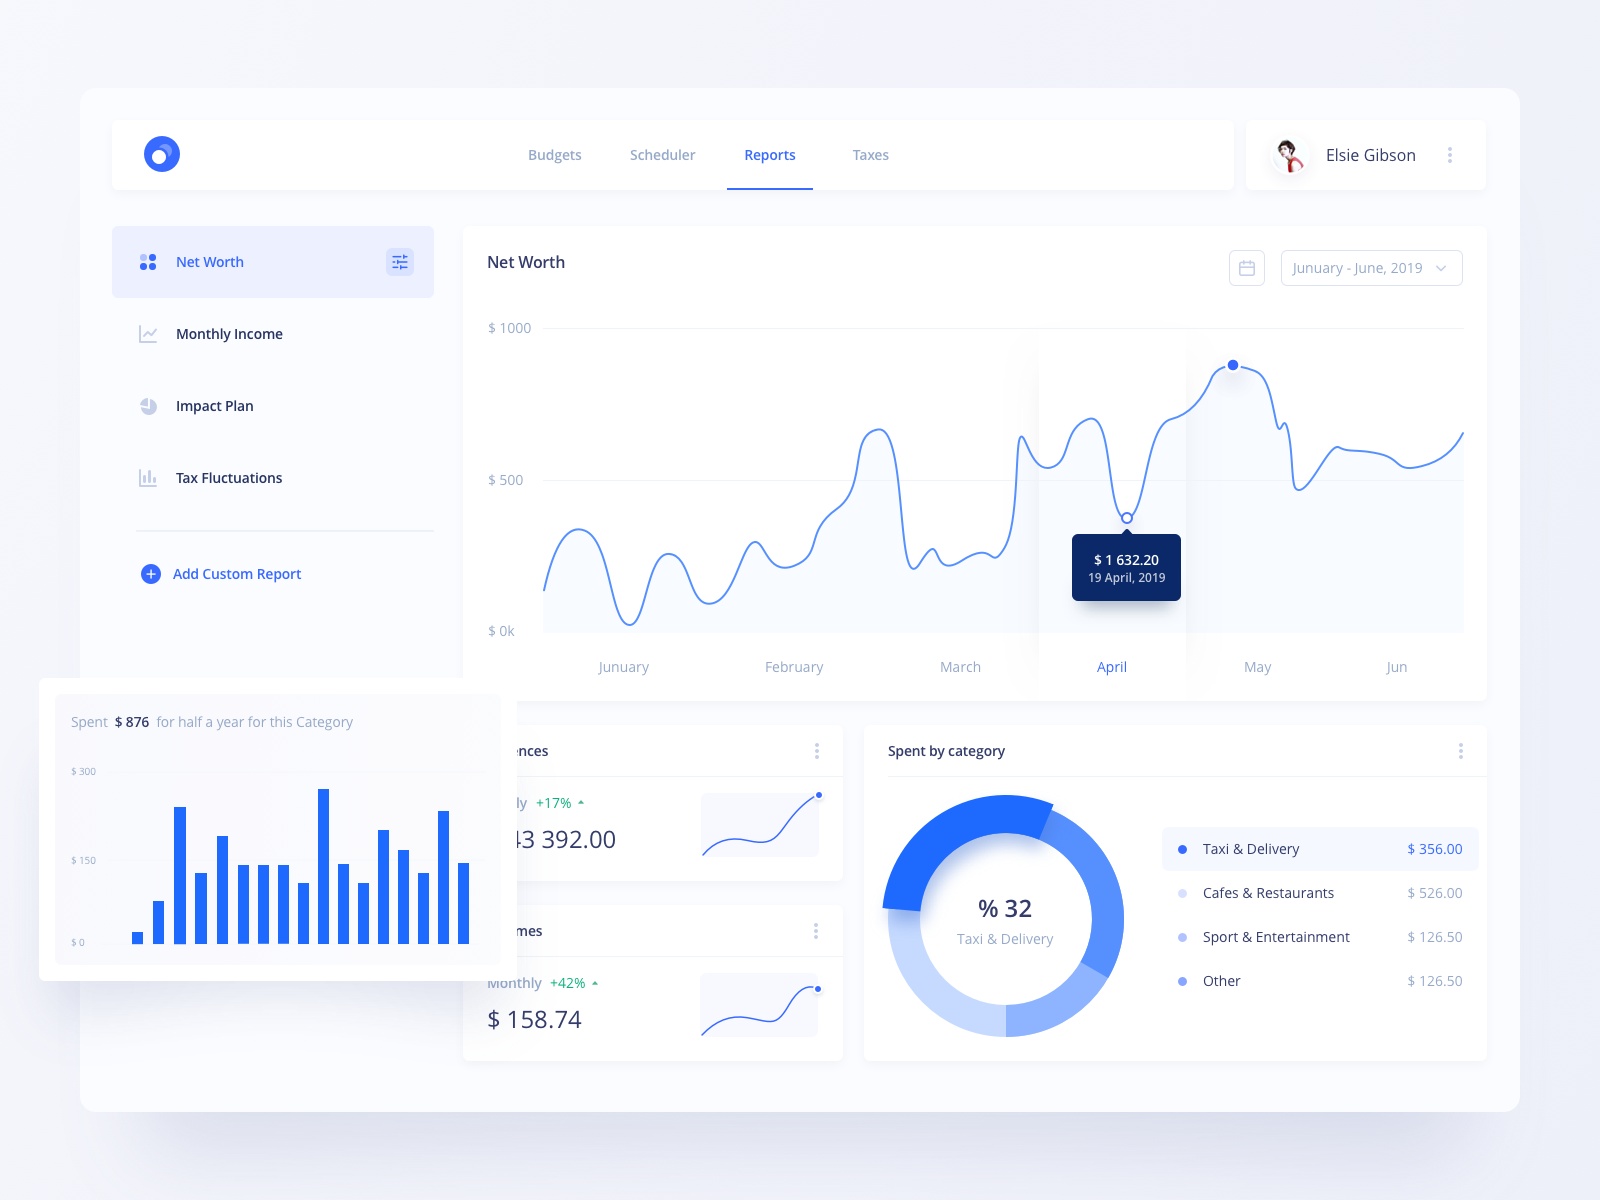 Budgets
Scheduler
Reports
Taxes
Elsie Gibson
Net Worth
Monthly Income
Impact Plan
Tax Fluctuations
Add Custom Report
Net Worth
Junuary - June, 2019
$ 1000
$ 500
$ 0k
$ 1 632.20
19 April, 2019
Junuary
February
March
April
May
Jun
Spent $ 876 for half a year for this Category
$ 300
$ 150
$ 0
ences
ly +17%
43 392.00
mes
Monthly +42%
$ 158.74
Spent by category
% 32
Taxi & Delivery
Taxi & Delivery $ 356.00
Cafes & Restaurants $ 526.00
Sport & Entertainment $ 126.50
Other $ 126.50